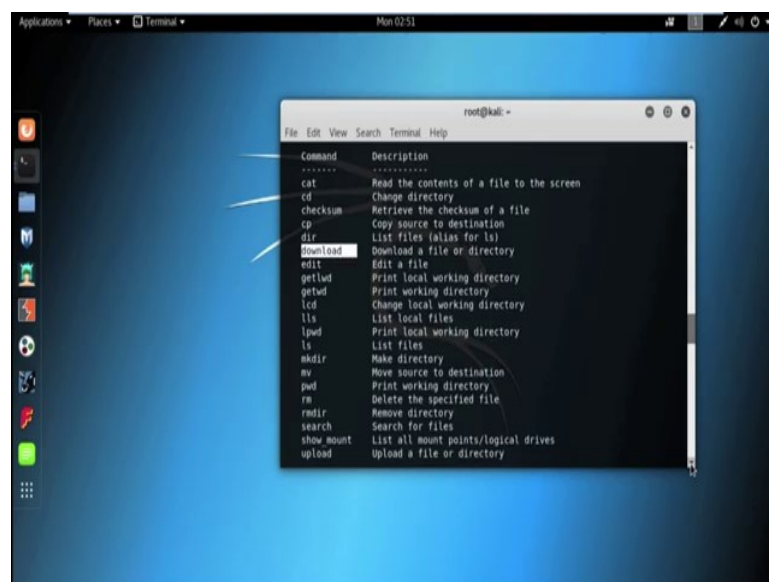 Applications Places Terminal Mon 02:51 1
root@kali: ~
File Edit View Search Terminal Help
Command Description
------- -----------
cat Read the contents of a file to the screen
cd Change directory
checksum Retrieve the checksum of a file
cp Copy source to destination
dir List files (alias for ls)
download Download a file or directory
edit Edit a file
getlwd Print local working directory
getwd Print working directory
lcd Change local working directory
lls List local files
lpwd Print local working directory
ls List files
mkdir Make directory
mv Move source to destination
pwd Print working directory
rm Delete the specified file
rmdir Remove directory
search Search for files
show_mount List all mount points/logical drives
upload Upload a file or directory